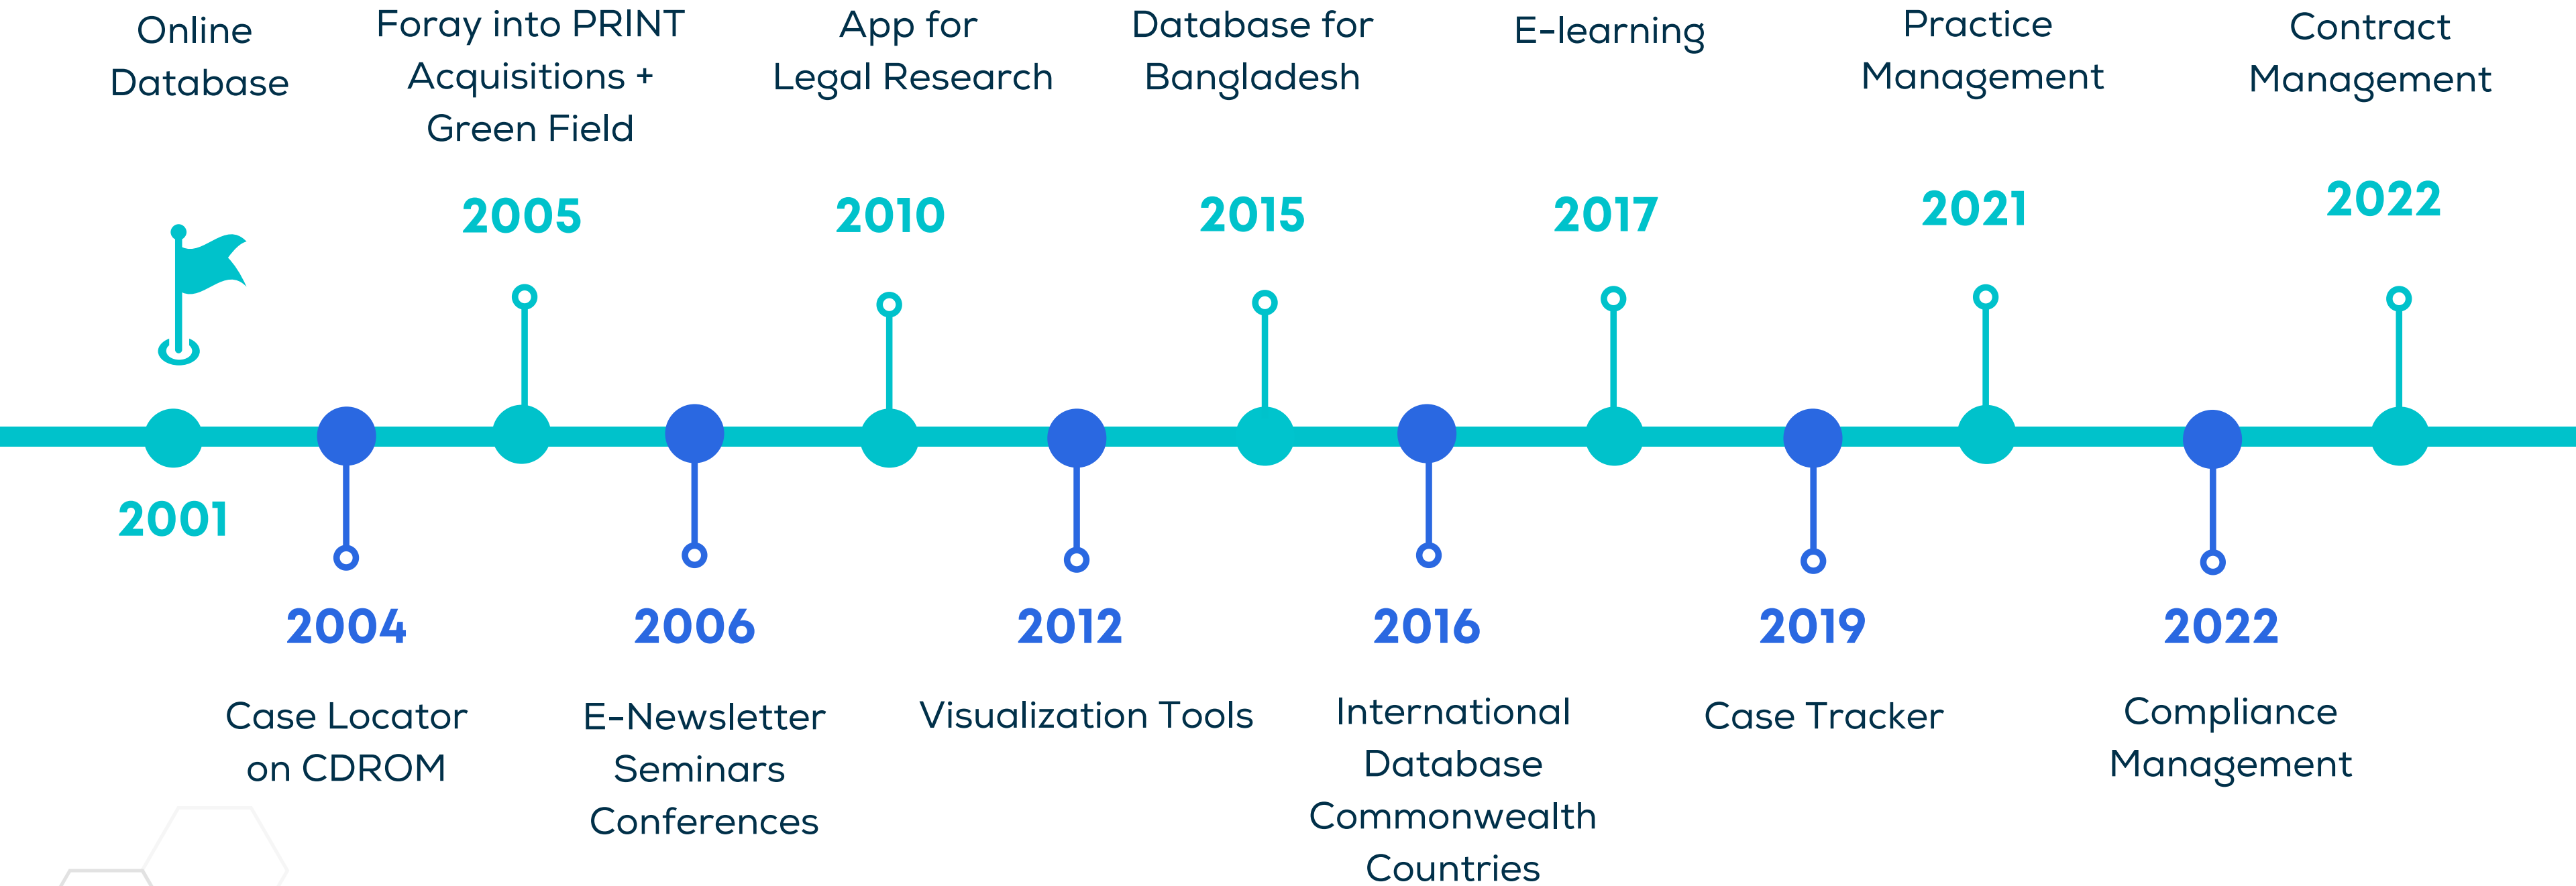 Online
Database
2001
2004
Case Locator
on CDROM
Foray into PRINT
Acquisitions +
Green Field
2005
2006
E-Newsletter
Seminars
Conferences
App for
Legal Research
2010
2012
Visualization Tools
Database for
Bangladesh
2015
2016
International
Database
Commonwealth
Countries
E-learning
2017
2019
Case Tracker
Practice
Management
2021
2022
Compliance
Management
Contract
Management
2022